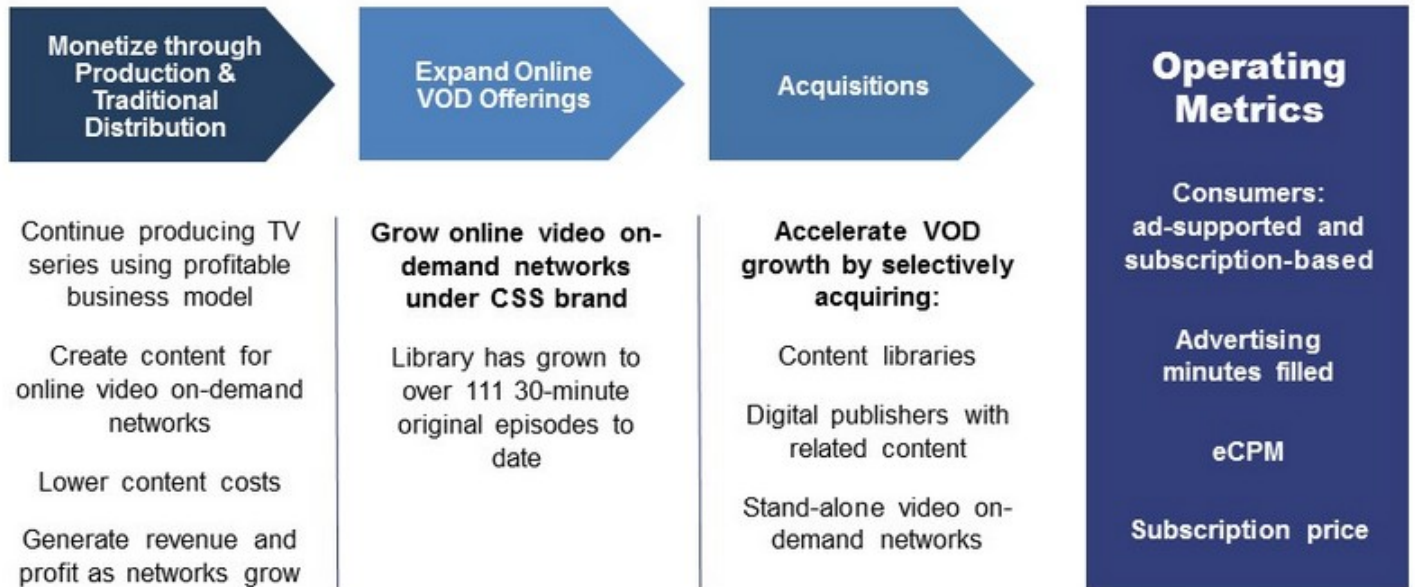 Monetize through
Production &
Traditional
Distribution
Continue producing TV
series using profitable
business model
Create content for
online video on-demand
networks
Lower content costs
Generate revenue and
profit as networks grow
Expand Online
VOD Offerings
Grow online video on-
demand networks
under CSS brand
Library has grown to
over 111 30-minute
original episodes to
date
Acquisitions
Accelerate VOD
growth by selectively
acquiring:
Content libraries
Digital publishers with
related content
Stand-alone video on-
demand networks
Operating
Metrics
Consumers:
ad-supported and
subscription-based
Advertising
minutes filled
eCPM
Subscription price